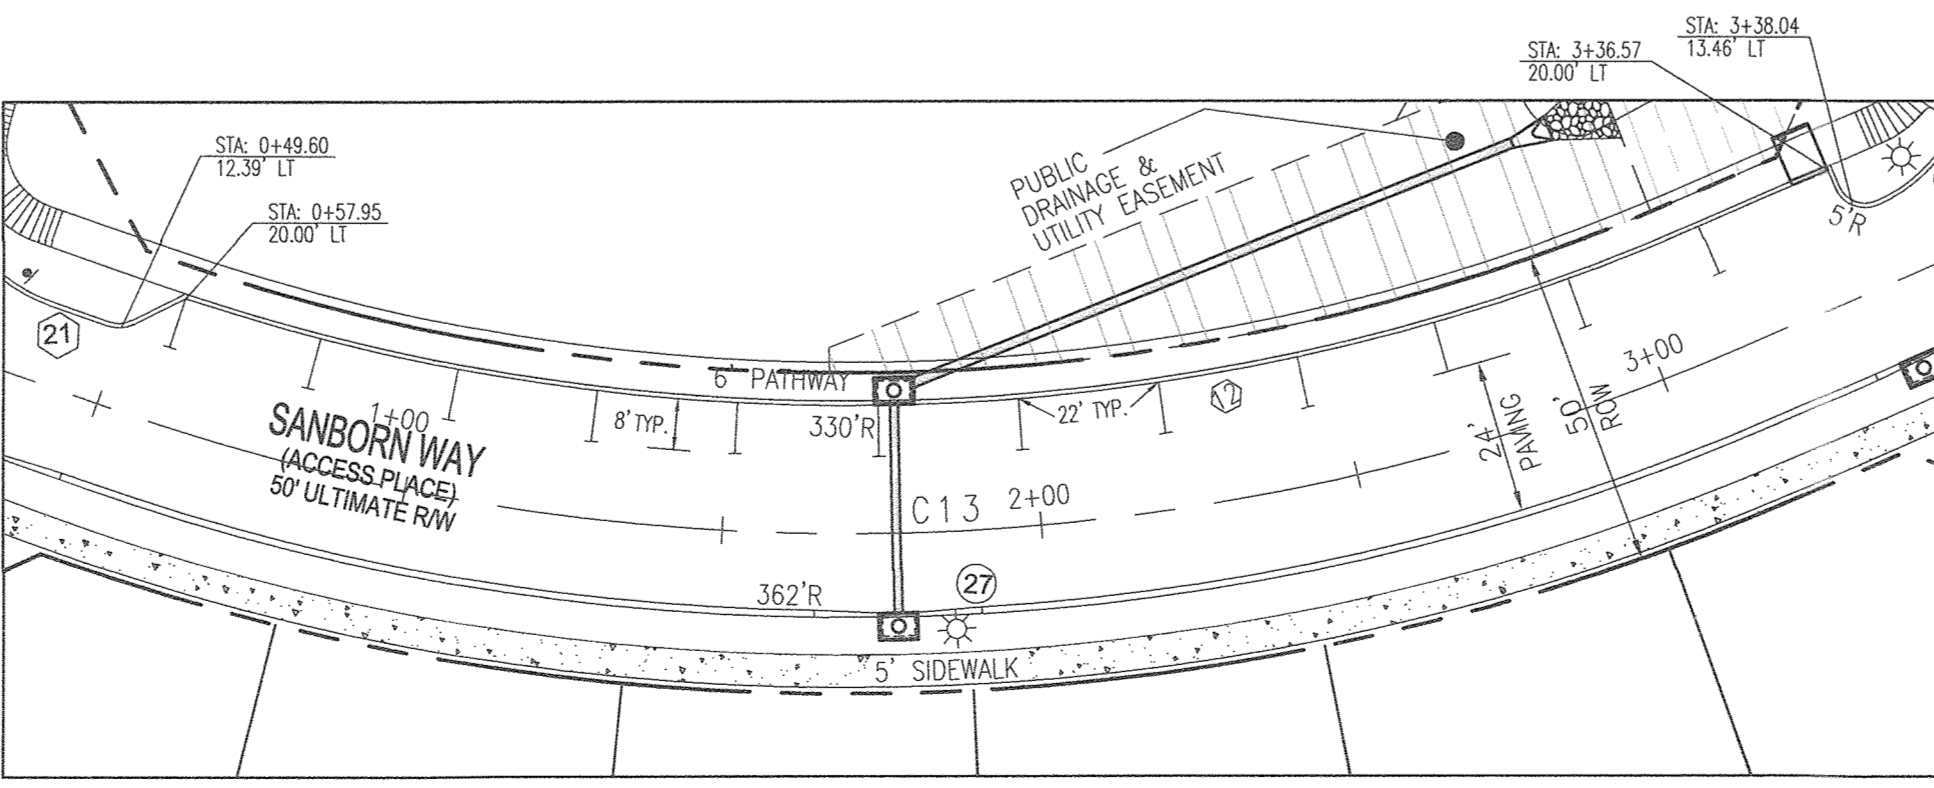 STA: 3+38.04
13.46' LT
STA: 3+36.57
20.00' LT
STA: 0+49.60
12.39' LT
STA: 0+57.95
20.00' LT
PUBLIC
DRAINAGE &
UTILITY EASEMENT
5'R
21
6' PATHWAY
12
3+00
1+00
SANBORN WAY
(ACCESS PLACE)
50' ULTIMATE R/W
8' TYP.
330'R
22' TYP.
24'
PAVING
50'
ROW
C13
2+00
362'R
27
5' SIDEWALK